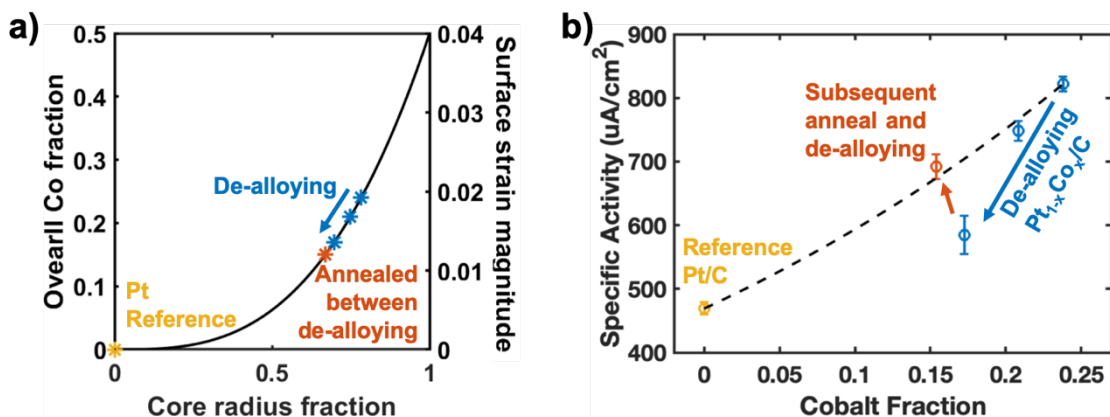 a)
Ovearll Co fraction
0.5
0.4
0.3
0.2
0.1
0
0
0.5
1
Core radius fraction
0.04
0.03
0.02
0.01
0
Surface strain magnitude
De-alloying
Pt
Reference
Annealed
between
de-alloying
b)
Specific Activity (uA/cm²)
900
800
700
600
500
400
0
0.05
0.1
0.15
0.2
0.25
Cobalt Fraction
Subsequent
anneal and
de-alloying
De-alloying
Pt₁₋ₓCoₓ/C
Reference
Pt/C